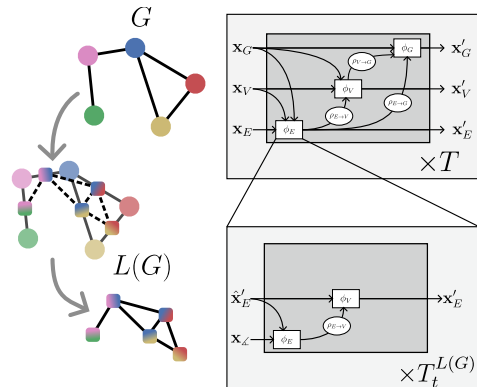 G
L(G)
x_G
x_V
x_E
ϕ_G
ρ_{V→G}
ϕ_V
ρ_{E→V}
ρ_{E→G}
ϕ_E
x′_G
x′_V
x′_E
×T
x̂′_E
x_∡
ϕ_V
ρ_{E→V}
ϕ_E
x′_E
×T_t^{L(G)}